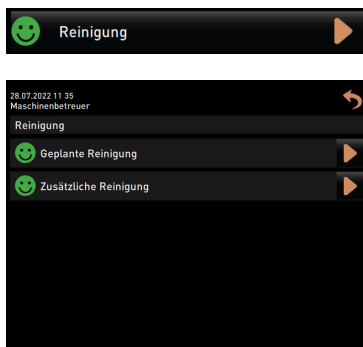 Reinigung
28.07.2022 11 35
Maschinenbetreuer
Reinigung
Geplante Reinigung
Zusätzliche Reinigung